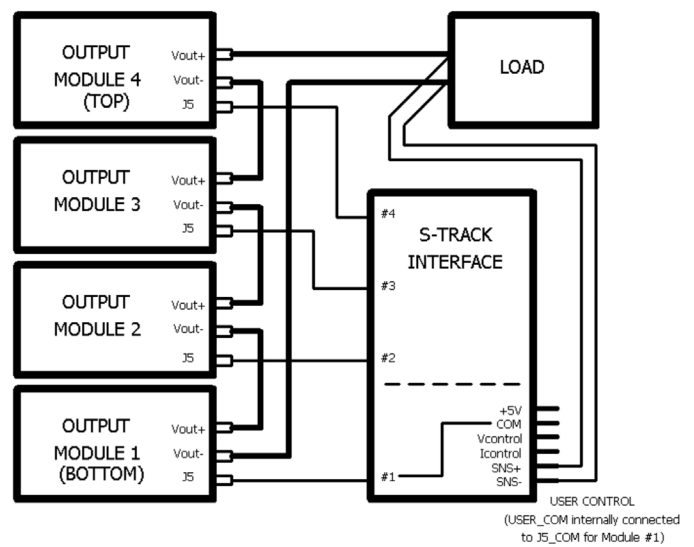 OUTPUT
MODULE 4
(TOP)
Vout+
Vout-
J5
LOAD
OUTPUT
MODULE 3
Vout+
Vout-
J5
OUTPUT
MODULE 2
Vout+
Vout-
J5
OUTPUT
MODULE 1
(BOTTOM)
Vout+
Vout-
J5
#4
S-TRACK
INTERFACE
#3
#2
#1
+5V
COM
Vcontrol
Icontrol
SNS+
SNS-
USER CONTROL
(USER_COM internally connected
to J5_COM for Module #1)